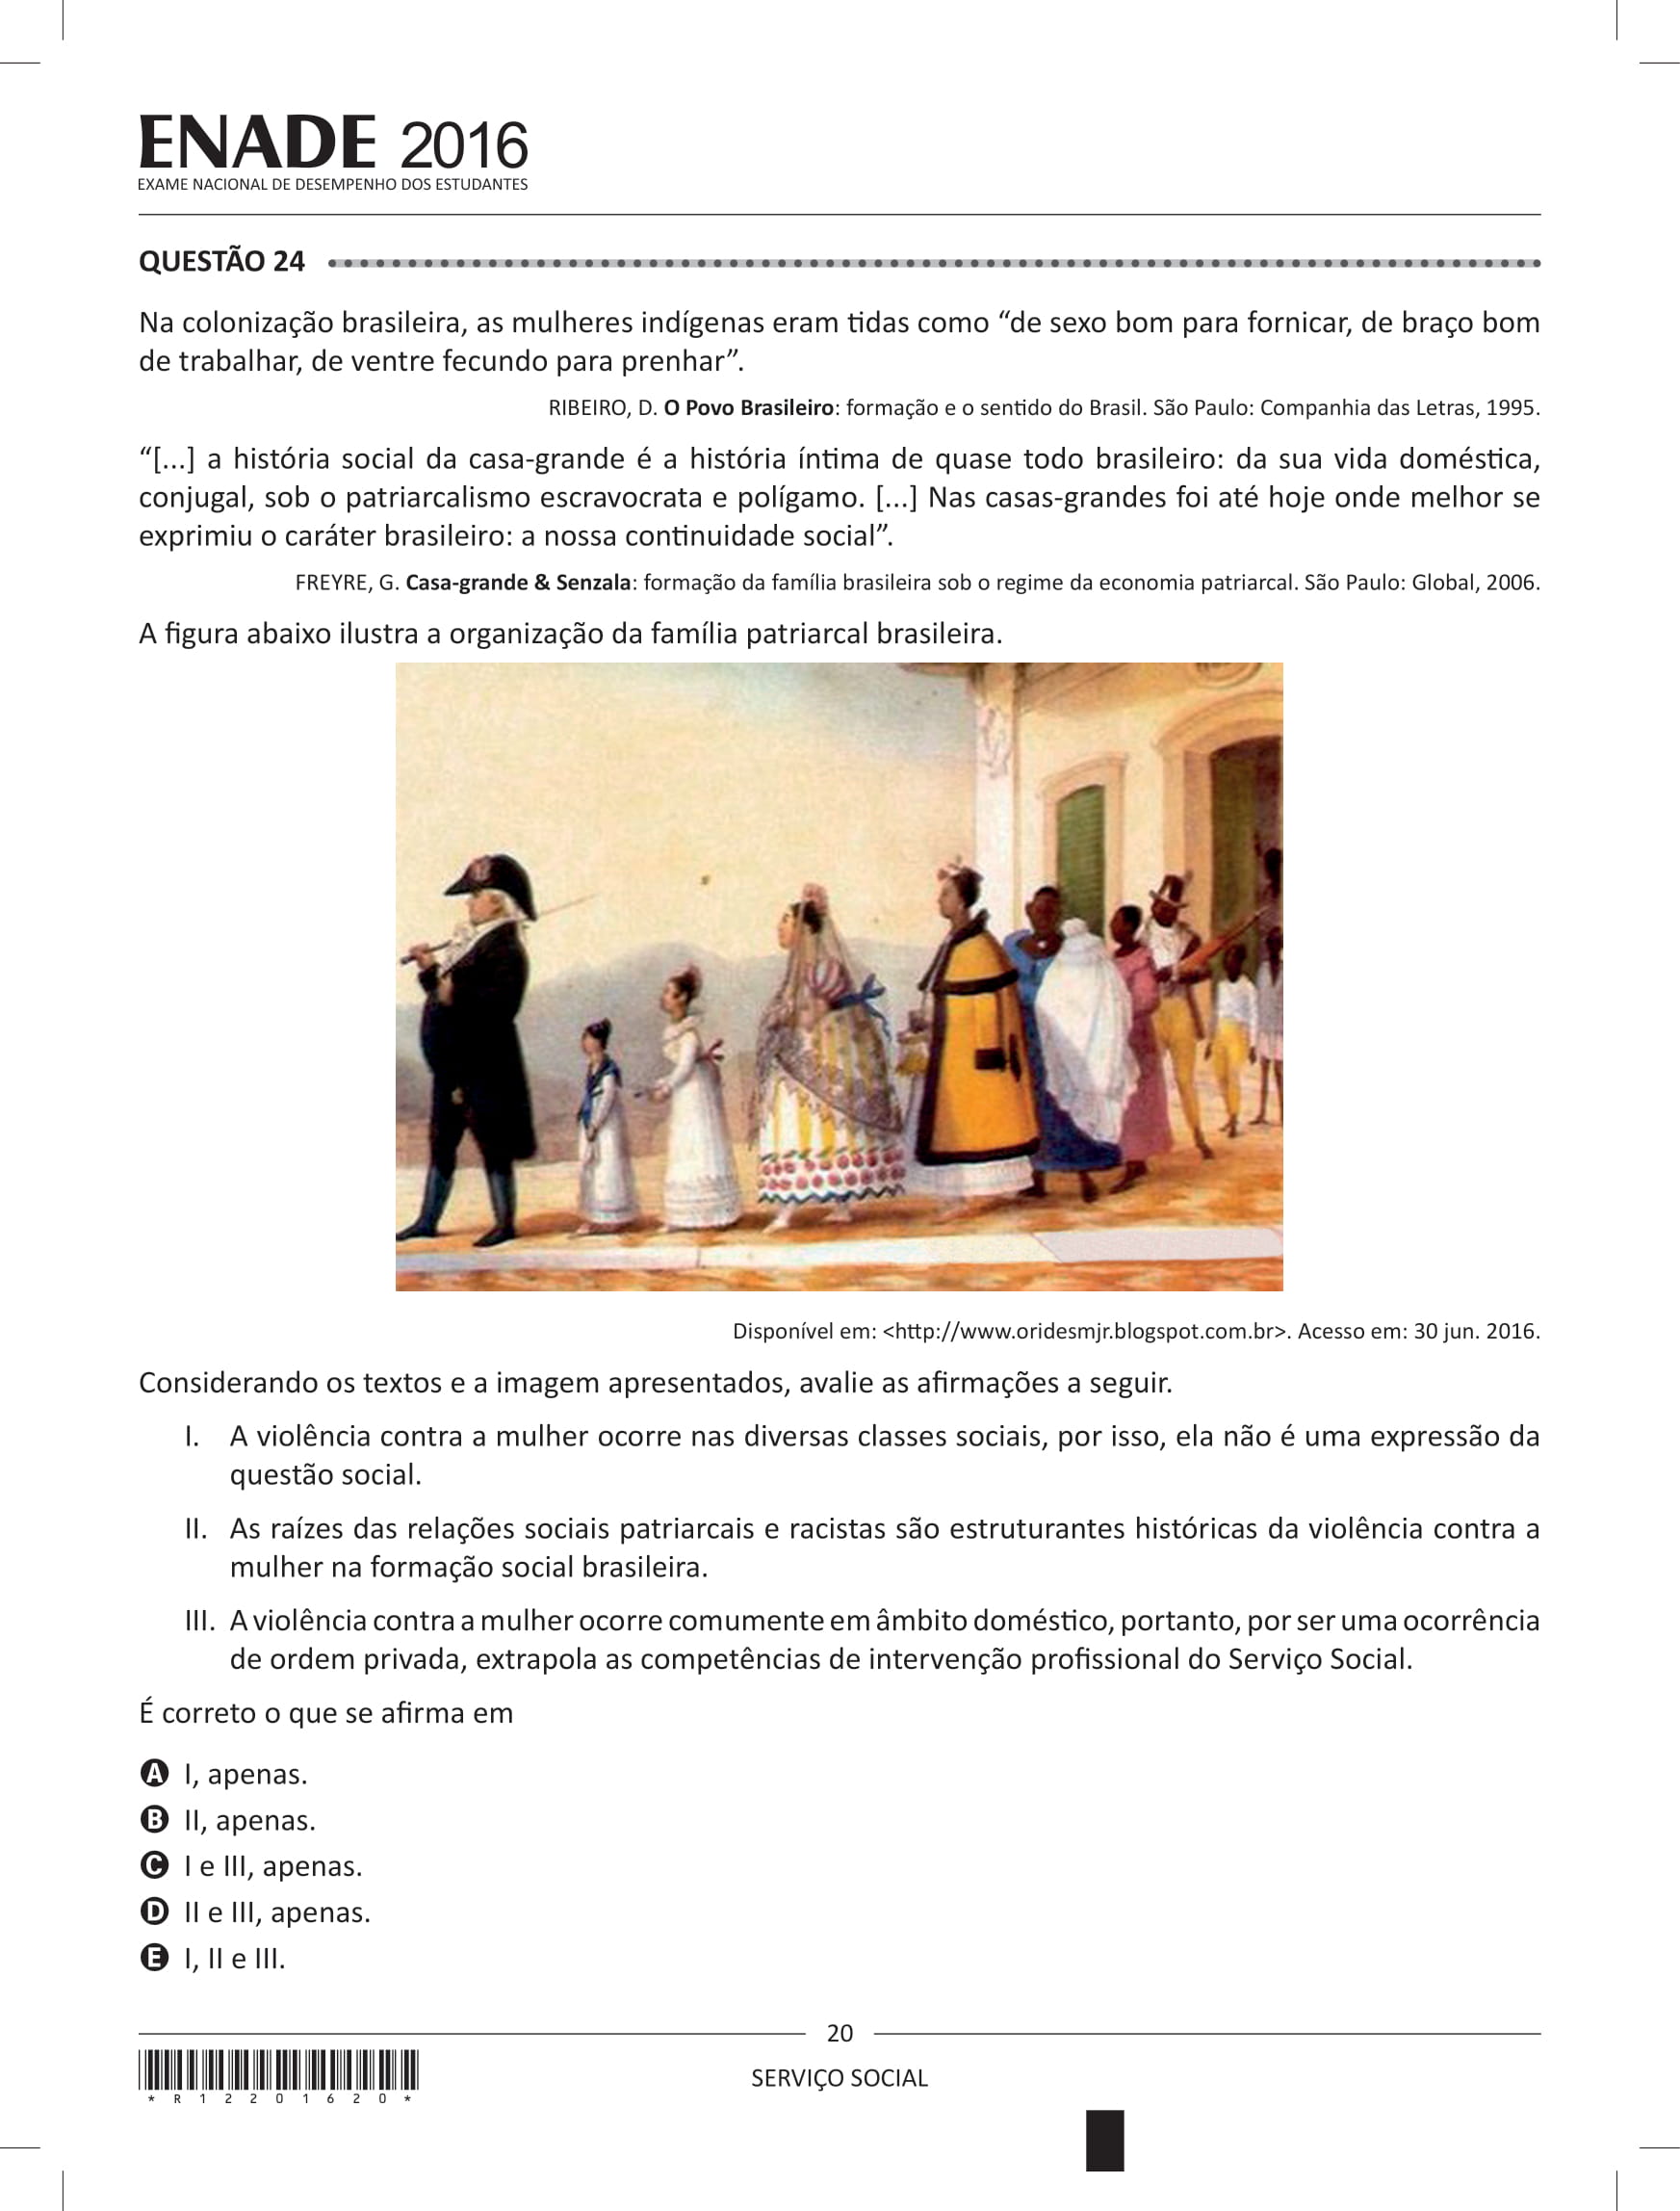 ENADE 2016
EXAME NACIONAL DE DESEMPENHO DOS ESTUDANTES
QUESTÃO 24
Na colonização brasileira, as mulheres indígenas eram tidas como “de sexo bom para fornicar, de braço bom
de trabalhar, de ventre fecundo para prenhar”.
RIBEIRO, D. O Povo Brasileiro: formação e o sentido do Brasil. São Paulo: Companhia das Letras, 1995.
“[...] a história social da casa-grande é a história íntima de quase todo brasileiro: da sua vida doméstica,
conjugal, sob o patriarcalismo escravocrata e polígamo. [...] Nas casas-grandes foi até hoje onde melhor se
exprimiu o caráter brasileiro: a nossa continuidade social”.
FREYRE, G. Casa-grande & Senzala: formação da família brasileira sob o regime da economia patriarcal. São Paulo: Global, 2006.
A figura abaixo ilustra a organização da família patriarcal brasileira.
Disponível em: <http://www.oridesmjr.blogspot.com.br>. Acesso em: 30 jun. 2016.
Considerando os textos e a imagem apresentados, avalie as afirmações a seguir.
I. A violência contra a mulher ocorre nas diversas classes sociais, por isso, ela não é uma expressão da
questão social.
II. As raízes das relações sociais patriarcais e racistas são estruturantes históricas da violência contra a
mulher na formação social brasileira.
III. A violência contra a mulher ocorre comumente em âmbito doméstico, portanto, por ser uma ocorrência
de ordem privada, extrapola as competências de intervenção profissional do Serviço Social.
É correto o que se afirma em
A I, apenas.
B II, apenas.
C I e III, apenas.
D II e III, apenas.
E I, II e III.
20
SERVIÇO SOCIAL
* R 1 2 2 0 1 6 2 0 *